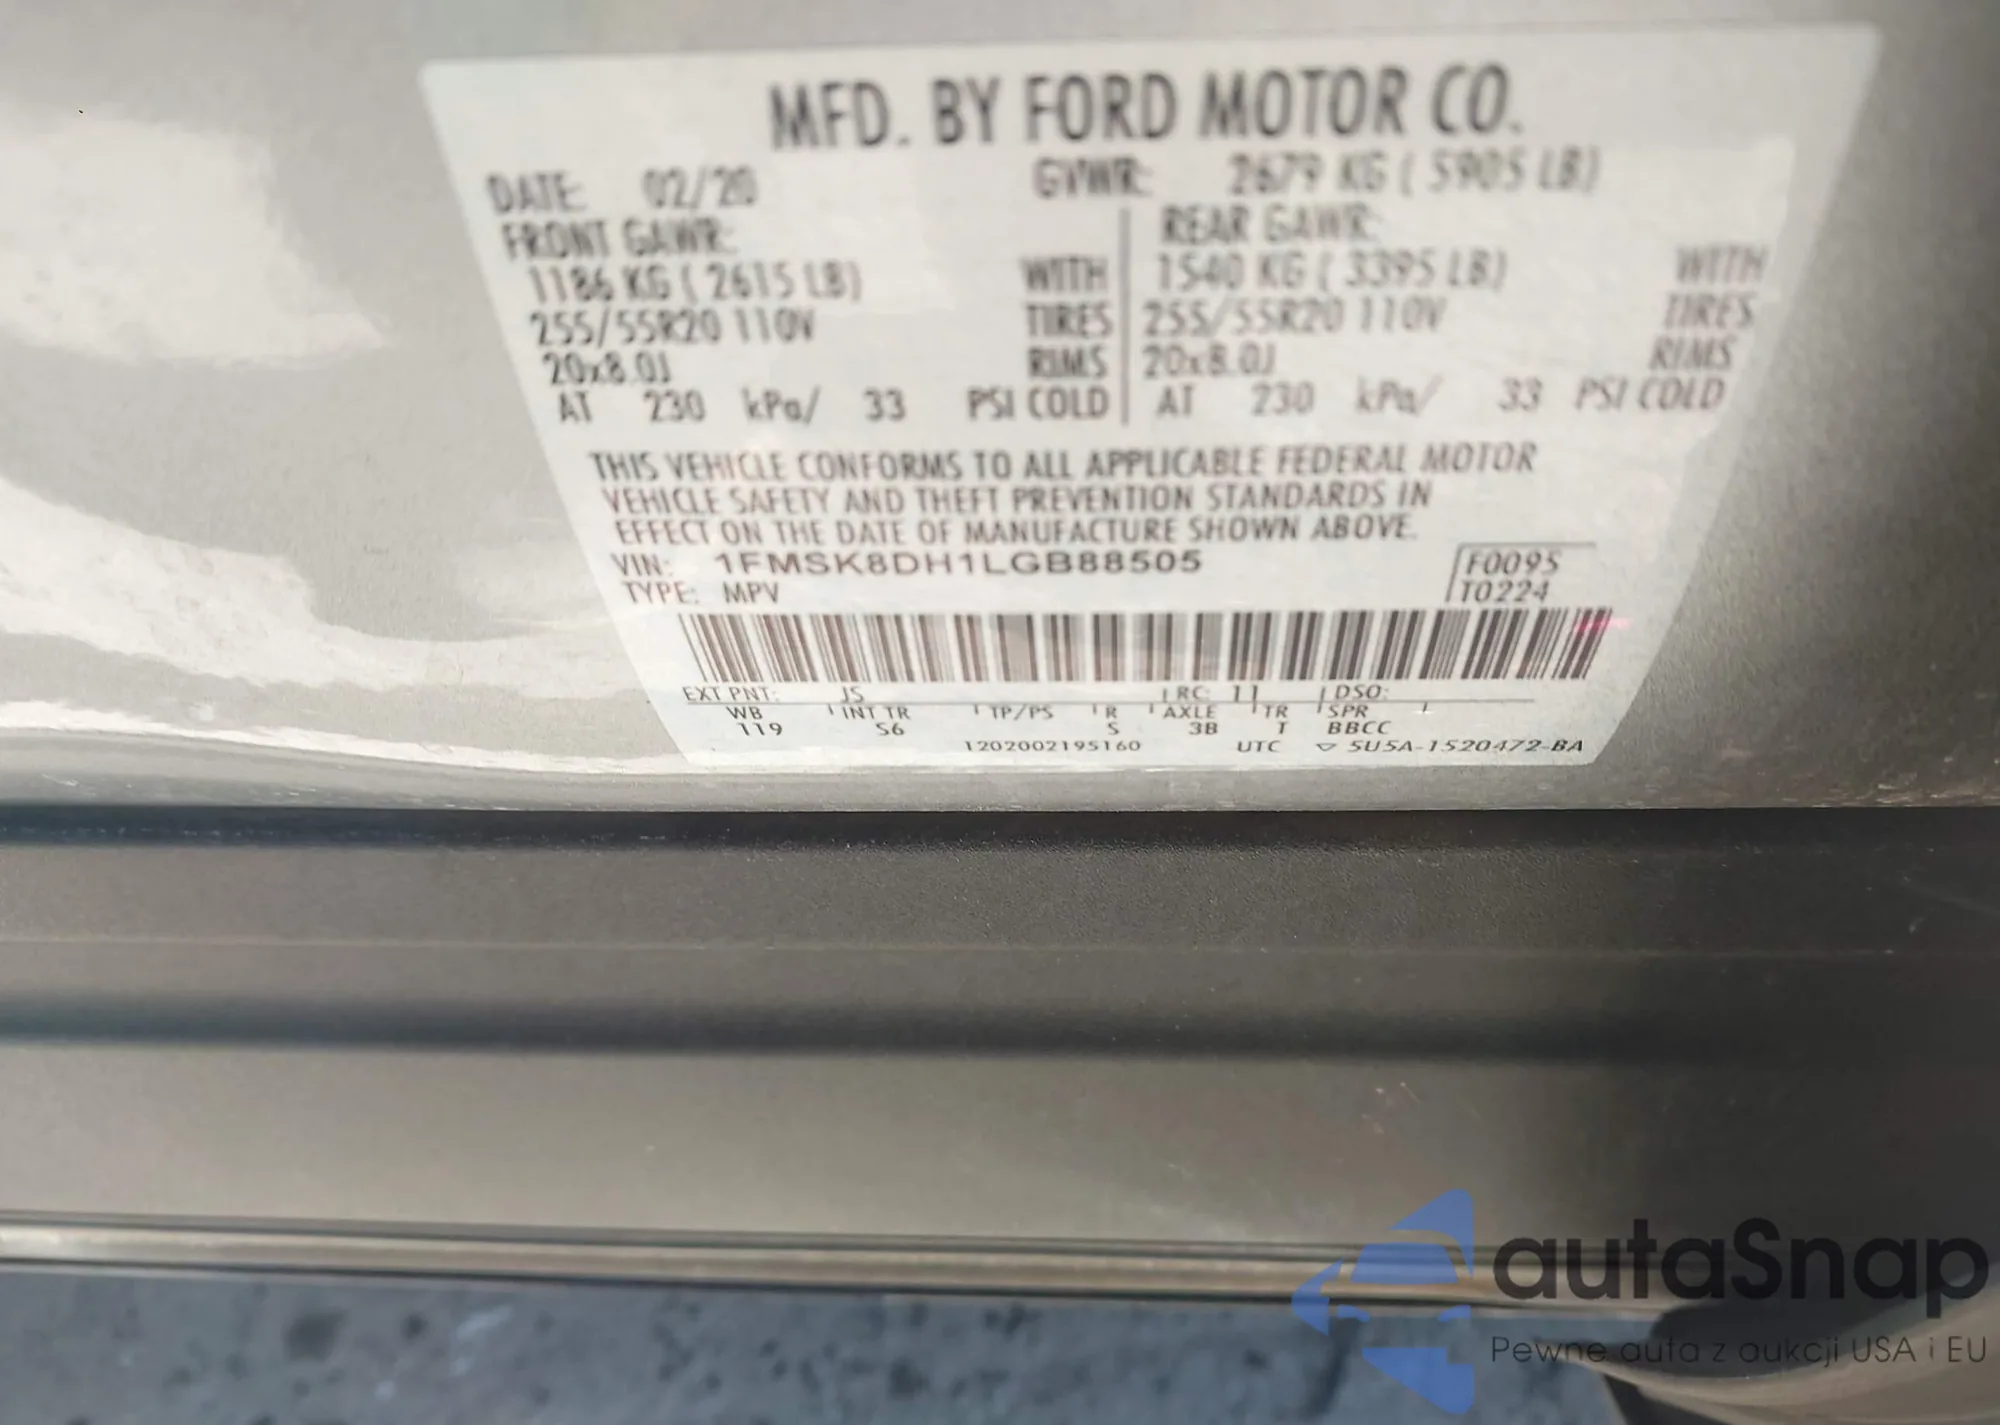 MFD. BY FORD MOTOR CO.
DATE: 02/20 GVWR: 2679 KG ( 5905 LB)
FRONT GAWR: REAR GAWR:
1186 KG ( 2615 LB) WITH 1540 KG ( 3395 LB) WITH
255/55R20 110V TIRES 255/55R20 110V TIRES
20x8.0J RIMS 20x8.0J RIMS
AT 230 kPa/ 33 PSI COLD AT 230 kPa/ 33 PSI COLD
THIS VEHICLE CONFORMS TO ALL APPLICABLE FEDERAL MOTOR
VEHICLE SAFETY AND THEFT PREVENTION STANDARDS IN
EFFECT ON THE DATE OF MANUFACTURE SHOWN ABOVE.
VIN: 1FMSK8DH1LGB88505 F0095
TYPE: MPV T0224
EXT PNT: JS RC: 11 DSO:
WB INT TR TP/PS R AXLE TR SPR
119 S6 S 3B T BBCC
1202002195160 UTC ▽ 5U5A-1520472-BA
autaSnap
Pewne auta z aukcji USA i EU